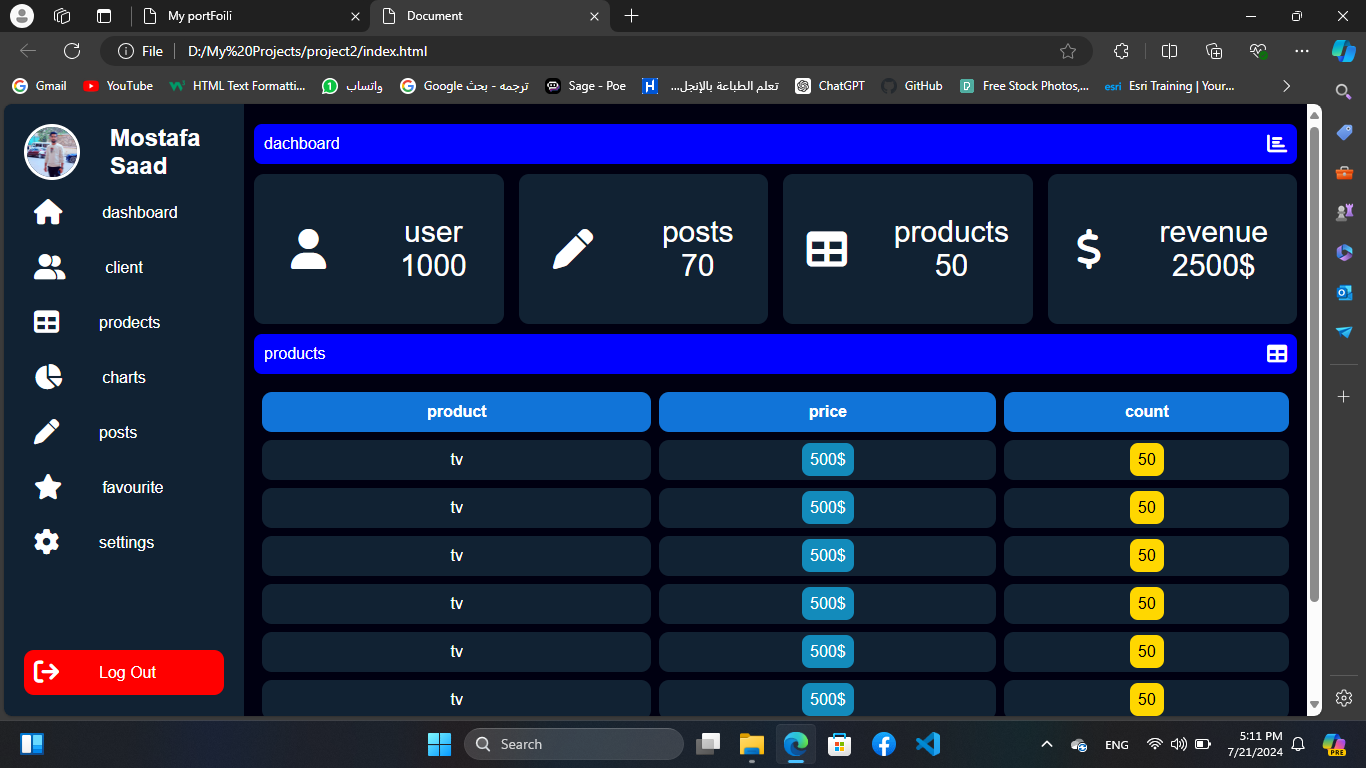 My portFoili
Document
File
D:/My%20Projects/project2/index.html
Gmail
YouTube
HTML Text Formatti...
واتساب
Google ترجمه - بحث
Sage - Poe
تعلم الطباعة بالإنجل...
ChatGPT
GitHub
Free Stock Photos,...
esri Esri Training | Your...
Mostafa
Saad
dashboard
client
prodects
charts
posts
favourite
settings
Log Out
dachboard
user
1000
posts
70
products
50
revenue
2500$
products
product price count
tv 500$ 50
tv 500$ 50
tv 500$ 50
tv 500$ 50
tv 500$ 50
tv 500$ 50
Search
ENG
5:11 PM
7/21/2024
PRE